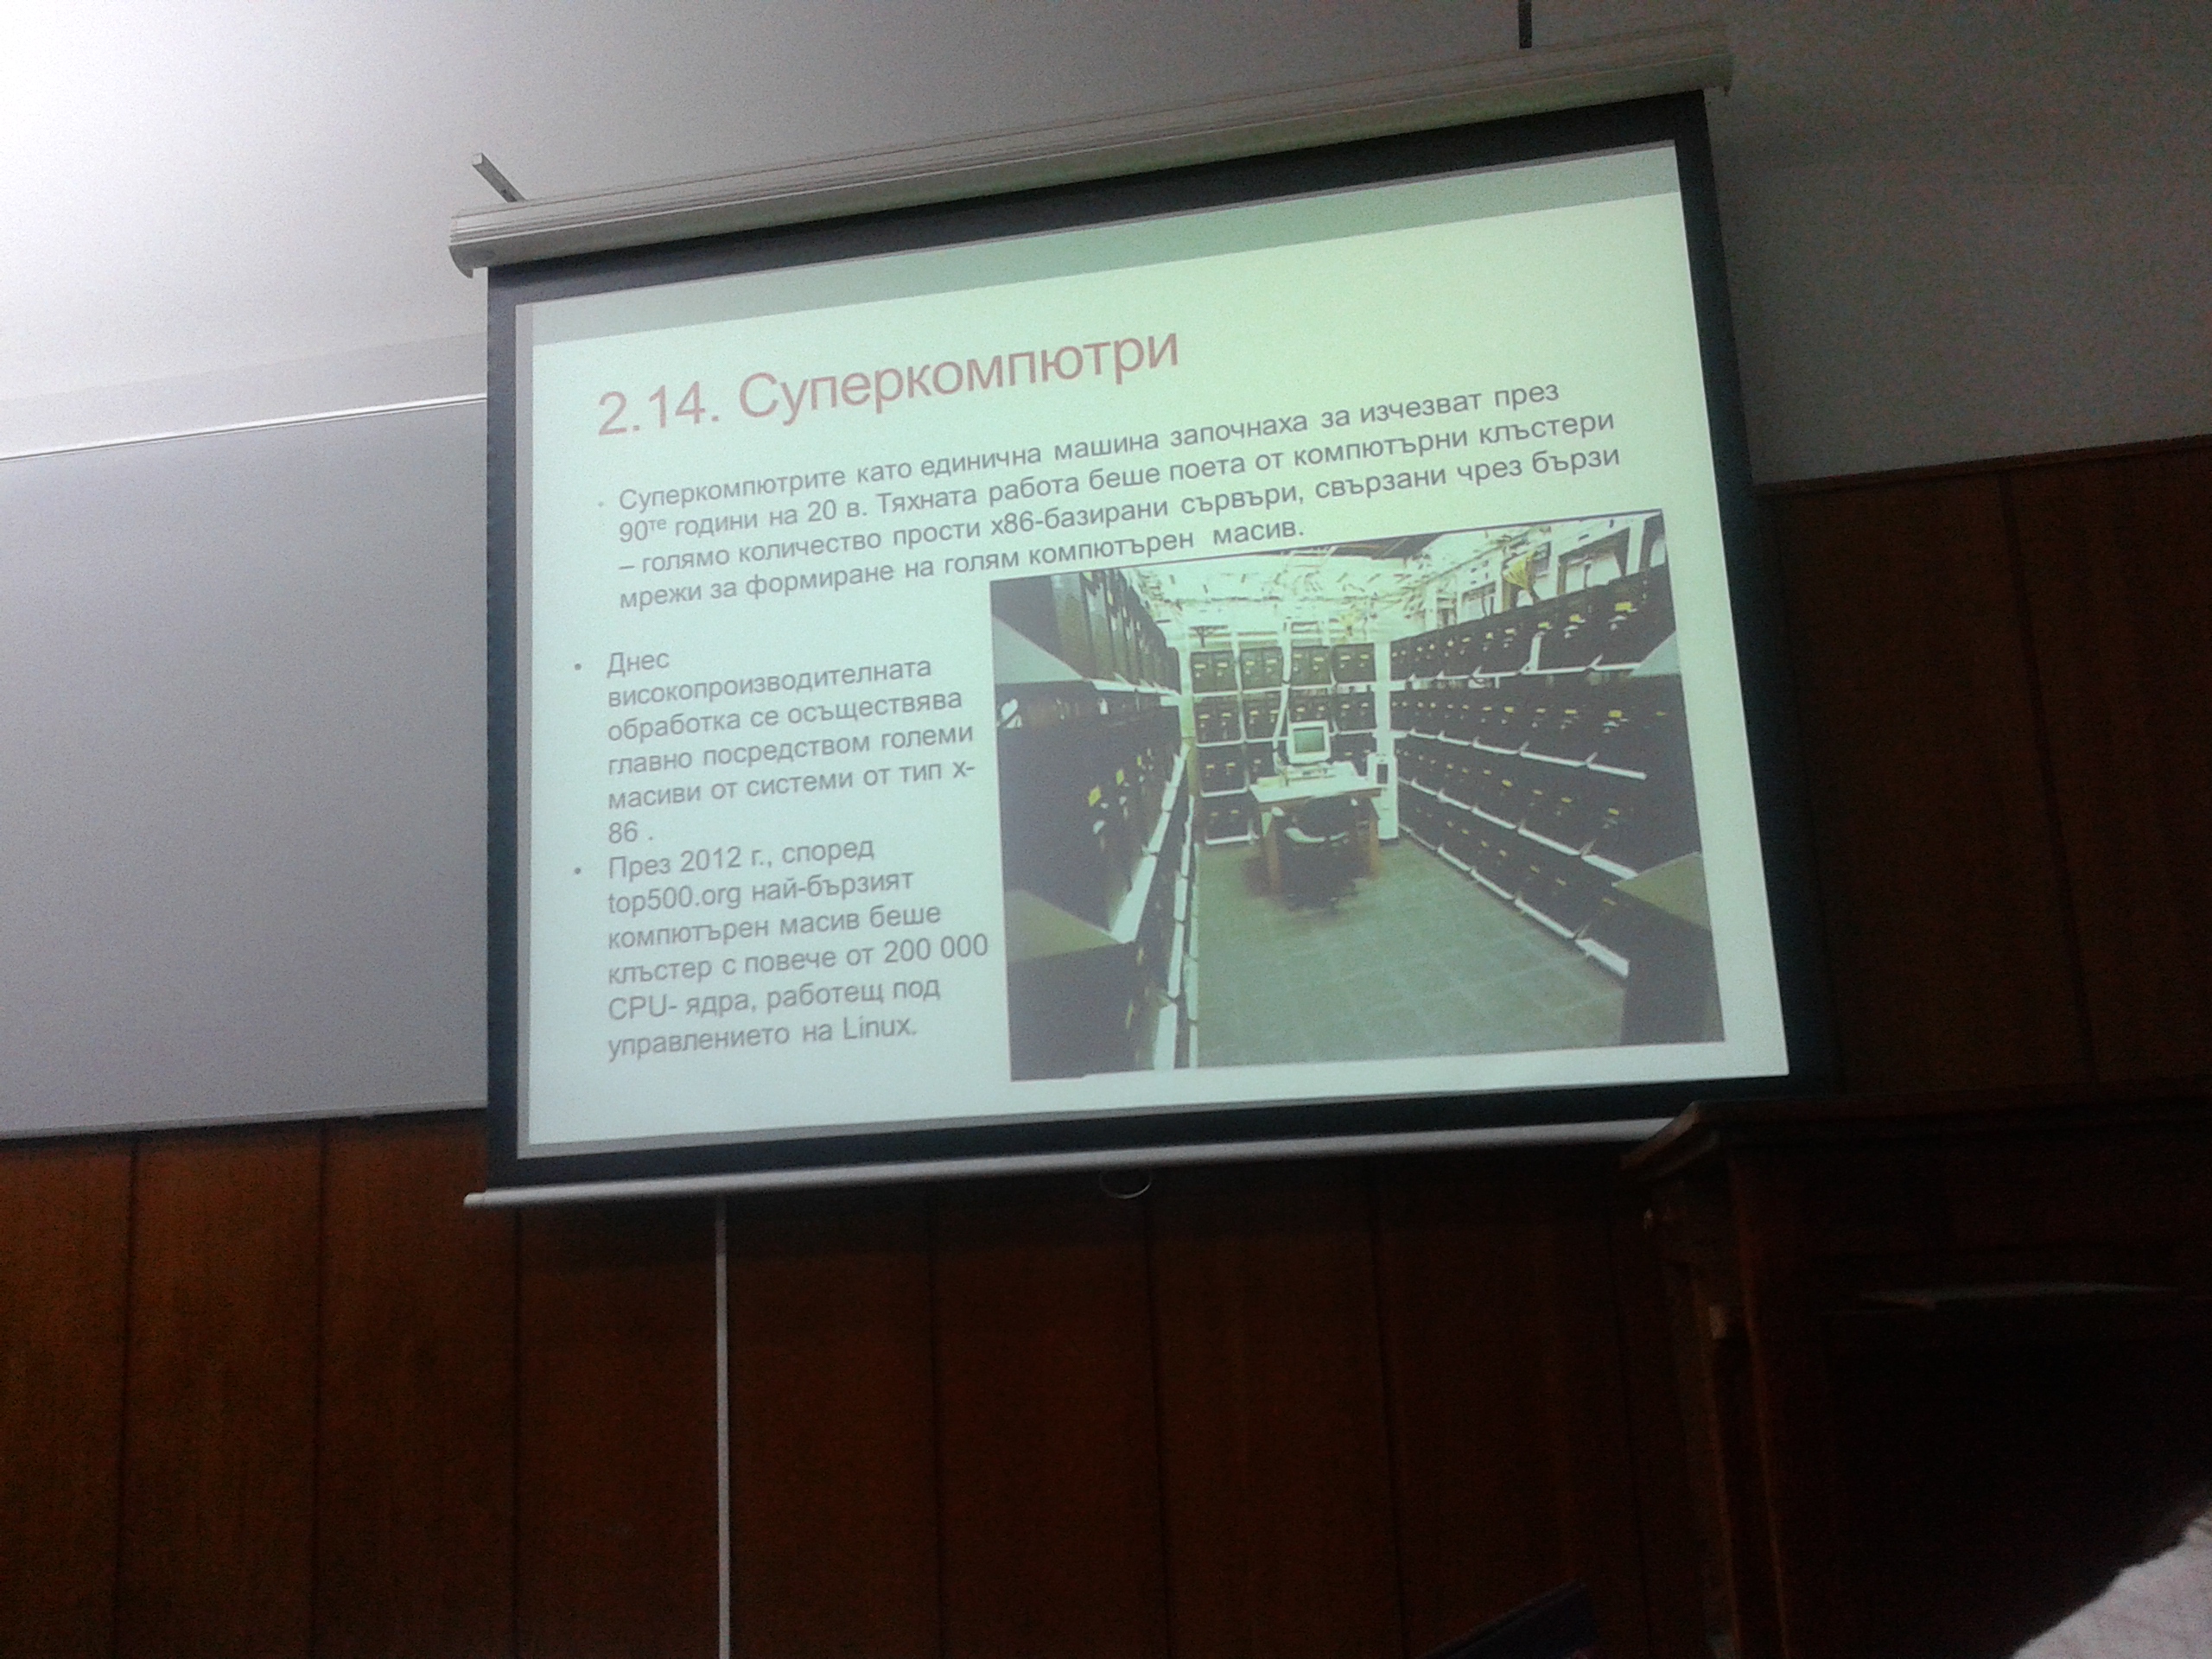 2.14. Суперкомпютри
• Суперкомпютрите като единична машина започнаха за изчезват през
90те години на 20 в. Тяхната работа беше поета от компютърни клъстери
– голямо количество прости x86-базирани сървъри, свързани чрез бързи
мрежи за формиране на голям компютърен масив.
• Днес
високопроизводителната
обработка се осъществява
главно посредством големи
масиви от системи от тип x-
86 .
• През 2012 г., според
top500.org най-бързият
компютърен масив беше
клъстер с повече от 200 000
CPU- ядра, работещ под
управлението на Linux.